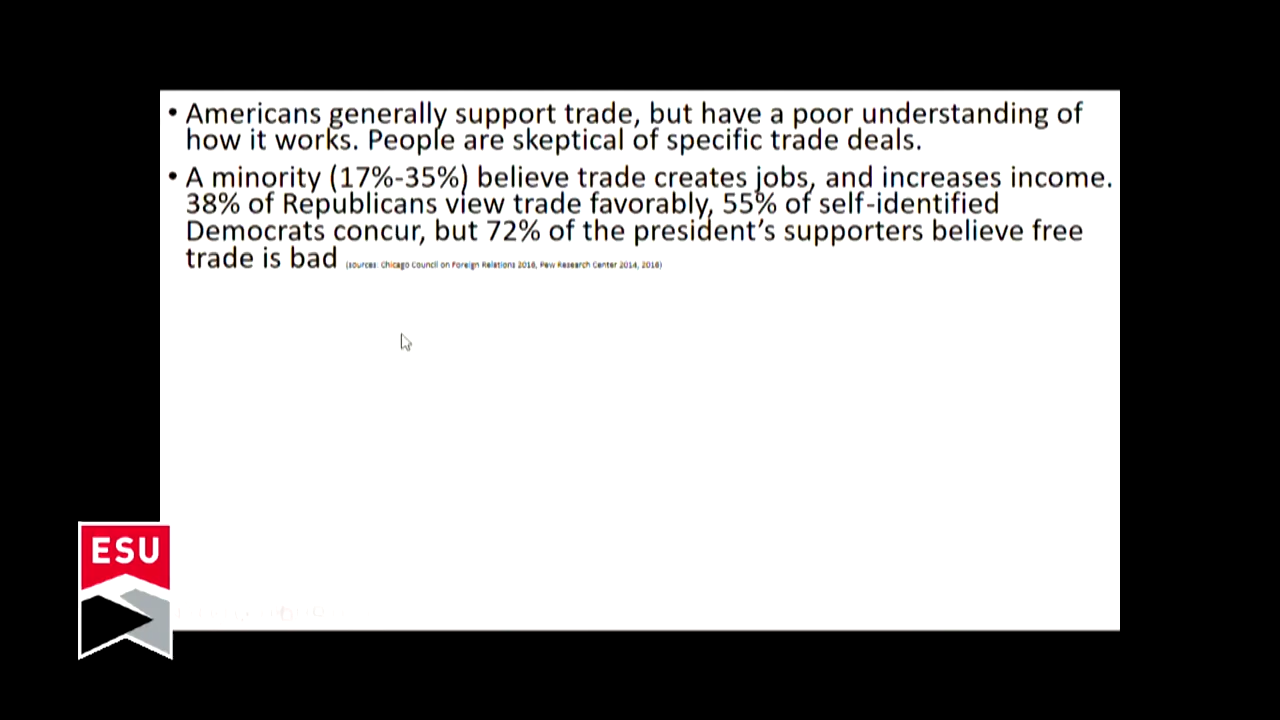 • Americans generally support trade, but have a poor understanding of
how it works. People are skeptical of specific trade deals.
• A minority (17%-35%) believe trade creates jobs, and increases income.
38% of Republicans view trade favorably, 55% of self-identified
Democrats concur, but 72% of the president’s supporters believe free
trade is bad (sources: Chicago Council on Foreign Relations 2016, Pew Research Center 2014, 2016)
ESU